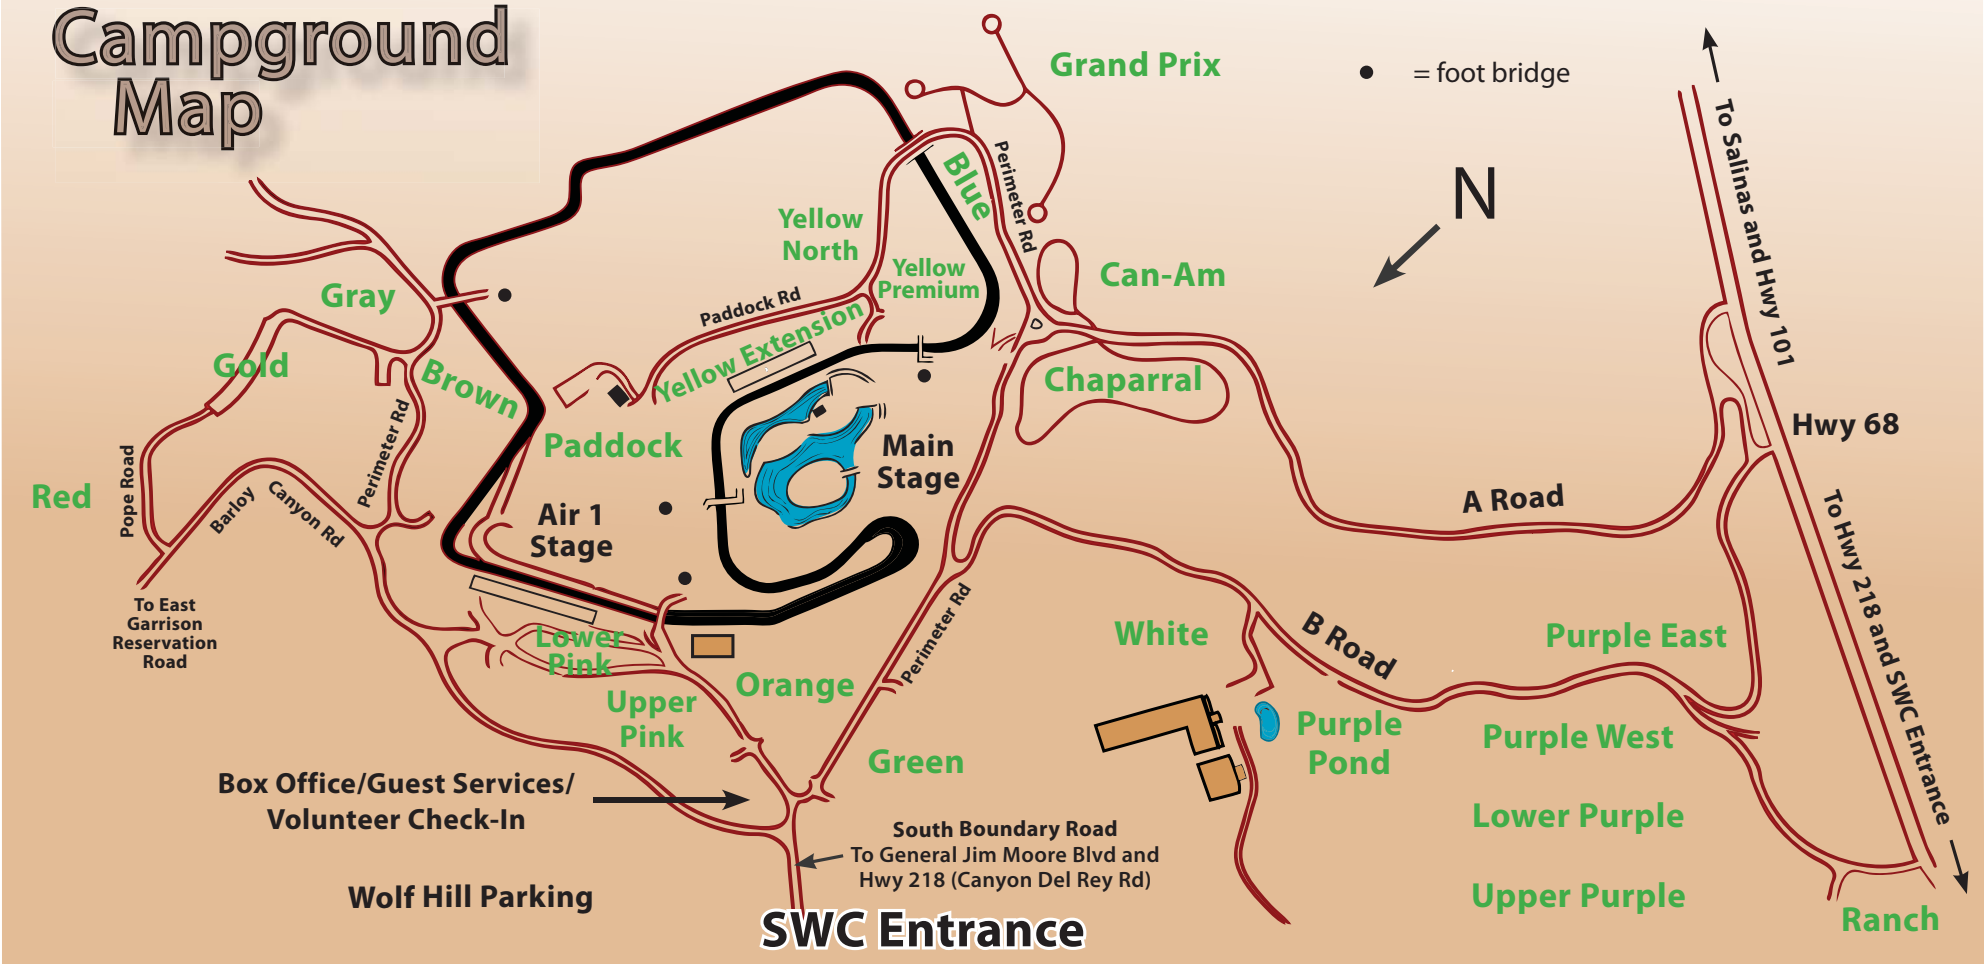 Campground
Map
Grand Prix
= foot bridge
To Salinas and Hwy 101
N
Perimeter Rd
Blue
Yellow
North
Yellow
Premium
Can-Am
Gray
Paddock Rd
Yellow Extension
Gold
Brown
Chaparral
Hwy 68
Paddock
Main
Stage
Perimeter Rd
Pope Road
Red
Barloy
Canyon Rd
A Road
Air 1
Stage
To Hwy 218 and SWC Entrance
To East
Garrison
Reservation
Road
Lower
Pink
Perimeter Rd
White
B Road
Purple East
Orange
Upper
Pink
Purple
Pond
Purple West
Green
Box Office/Guest Services/
Volunteer Check-In
Lower Purple
South Boundary Road
To General Jim Moore Blvd and
Hwy 218 (Canyon Del Rey Rd)
Wolf Hill Parking
Upper Purple
Ranch
SWC Entrance